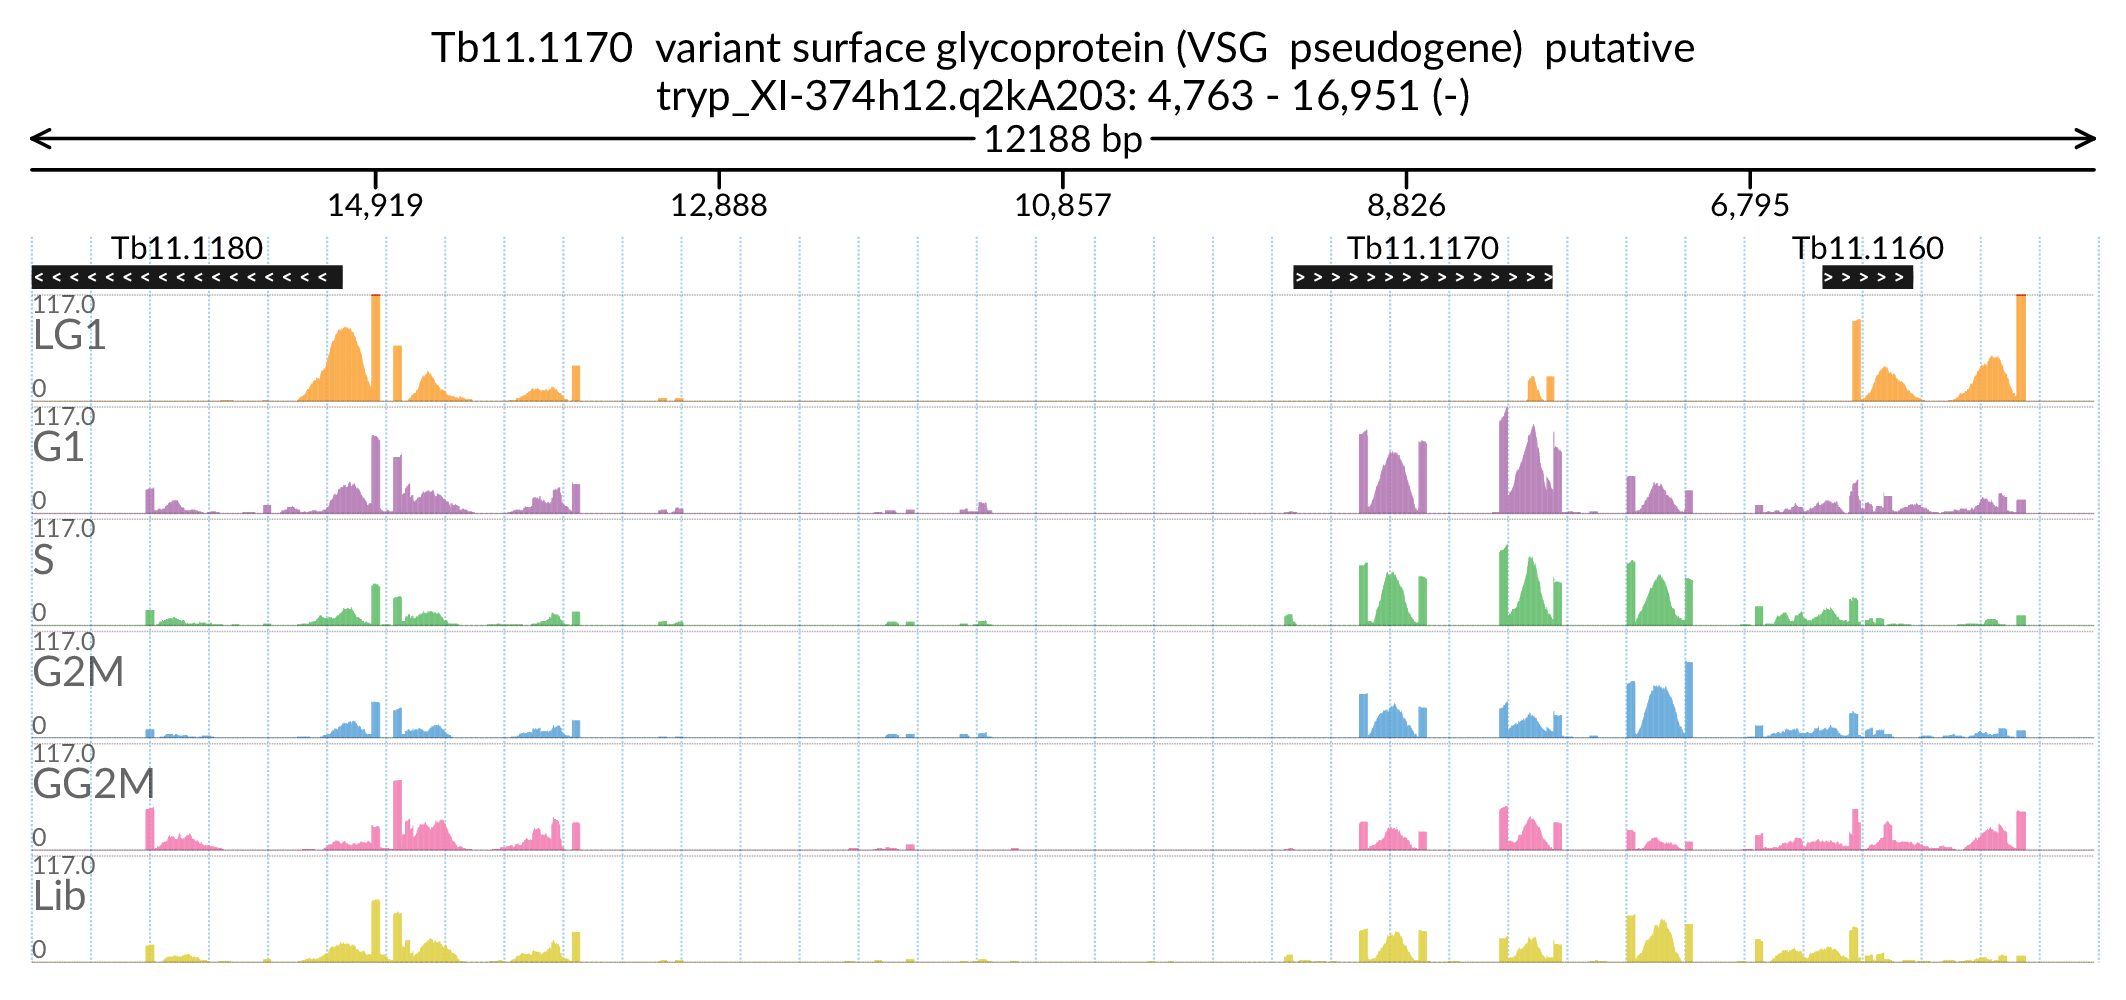 Tb11.1170 variant surface glycoprotein (VSG pseudogene) putative
tryp_XI-374h12.q2kA203: 4,763 - 16,951 (-)
12188 bp
14,919 12,888 10,857 8,826 6,795
Tb11.1180 Tb11.1170 Tb11.1160
117.0
LG1
0
117.0
G1
0
117.0
S
0
117.0
G2M
0
117.0
GG2M
0
117.0
Lib
0